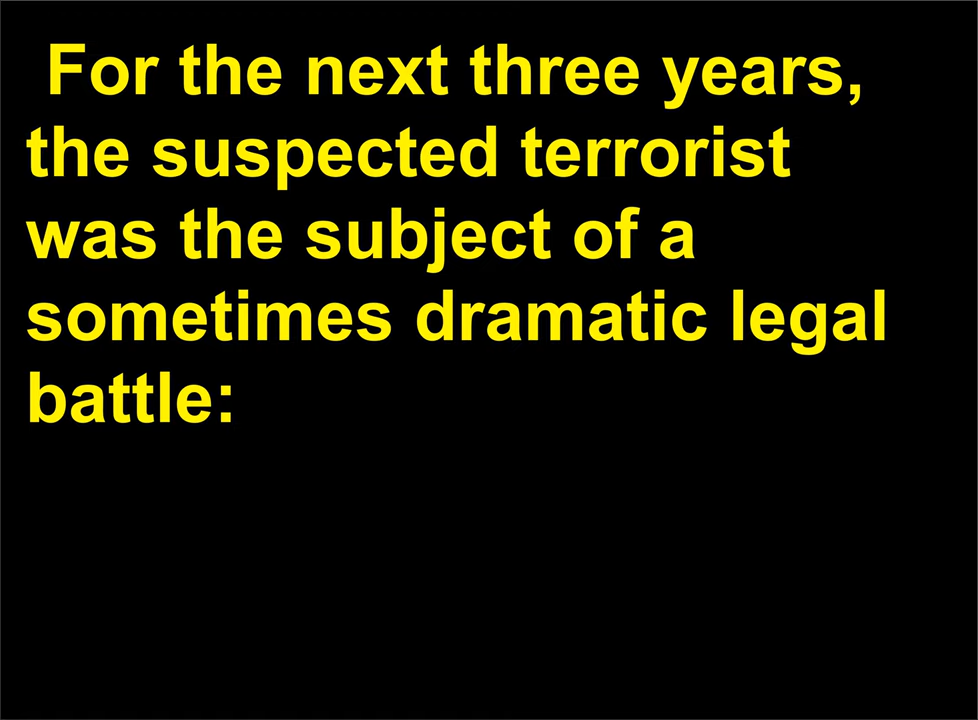 For the next three years,
the suspected terrorist
was the subject of a
sometimes dramatic legal
battle: